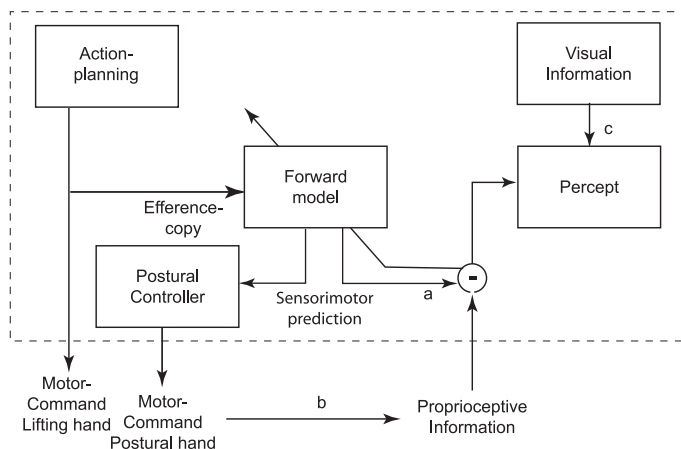 Action-
planning
Visual
Information
c
Forward
model
Percept
Efference-
copy
Postural
Controller
Sensorimotor
prediction
a
-
Motor-
Command
Lifting hand
Motor-
Command
Postural hand
b
Proprioceptive
Information